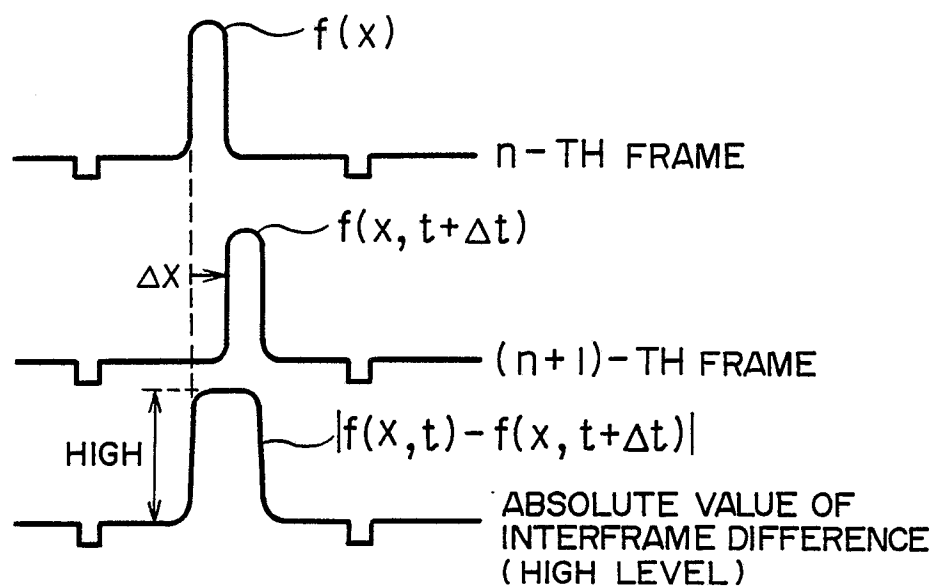 f(x)
n-TH FRAME
f(x, t+Δt)
ΔX
(n+1)-TH FRAME
HIGH
|f(x,t)-f(x, t+Δt)|
ABSOLUTE VALUE OF
INTERFRAME DIFFERENCE
(HIGH LEVEL)